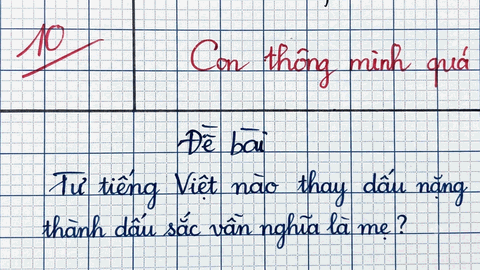 10
Con thông minh quá
Đề bài
Từ tiếng Việt nào thay dấu nặng
thành dấu sắc vẫn nghĩa là mẹ?